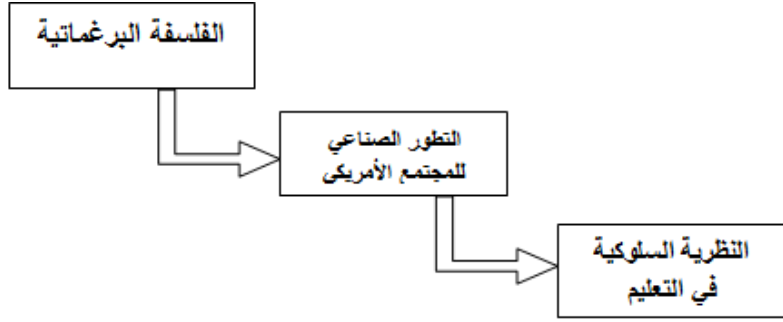 الفلسفة البرغماتية
التطور الصناعي
للمجتمع الأمريكي
النظرية السلوكية
في التعليم